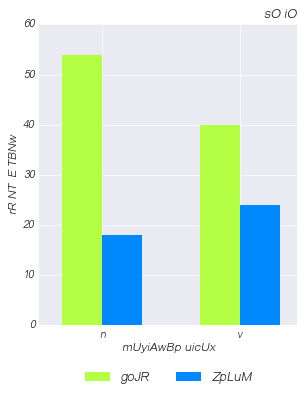 sO iO
rR NT E TBNw
60
50
40
30
20
10
0
n
v
mUyiAwBp uicUx
goJR
ZpLuM